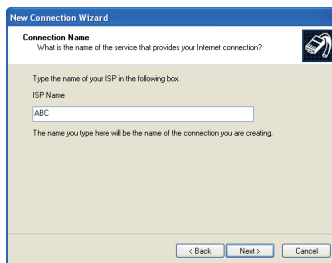 New Connection Wizard
Connection Name
What is the name of the service that provides your Internet connection?
Type the name of your ISP in the following box.
ISP Name
ABC
The name you type here will be the name of the connection you are creating.
< Back
Next >
Cancel